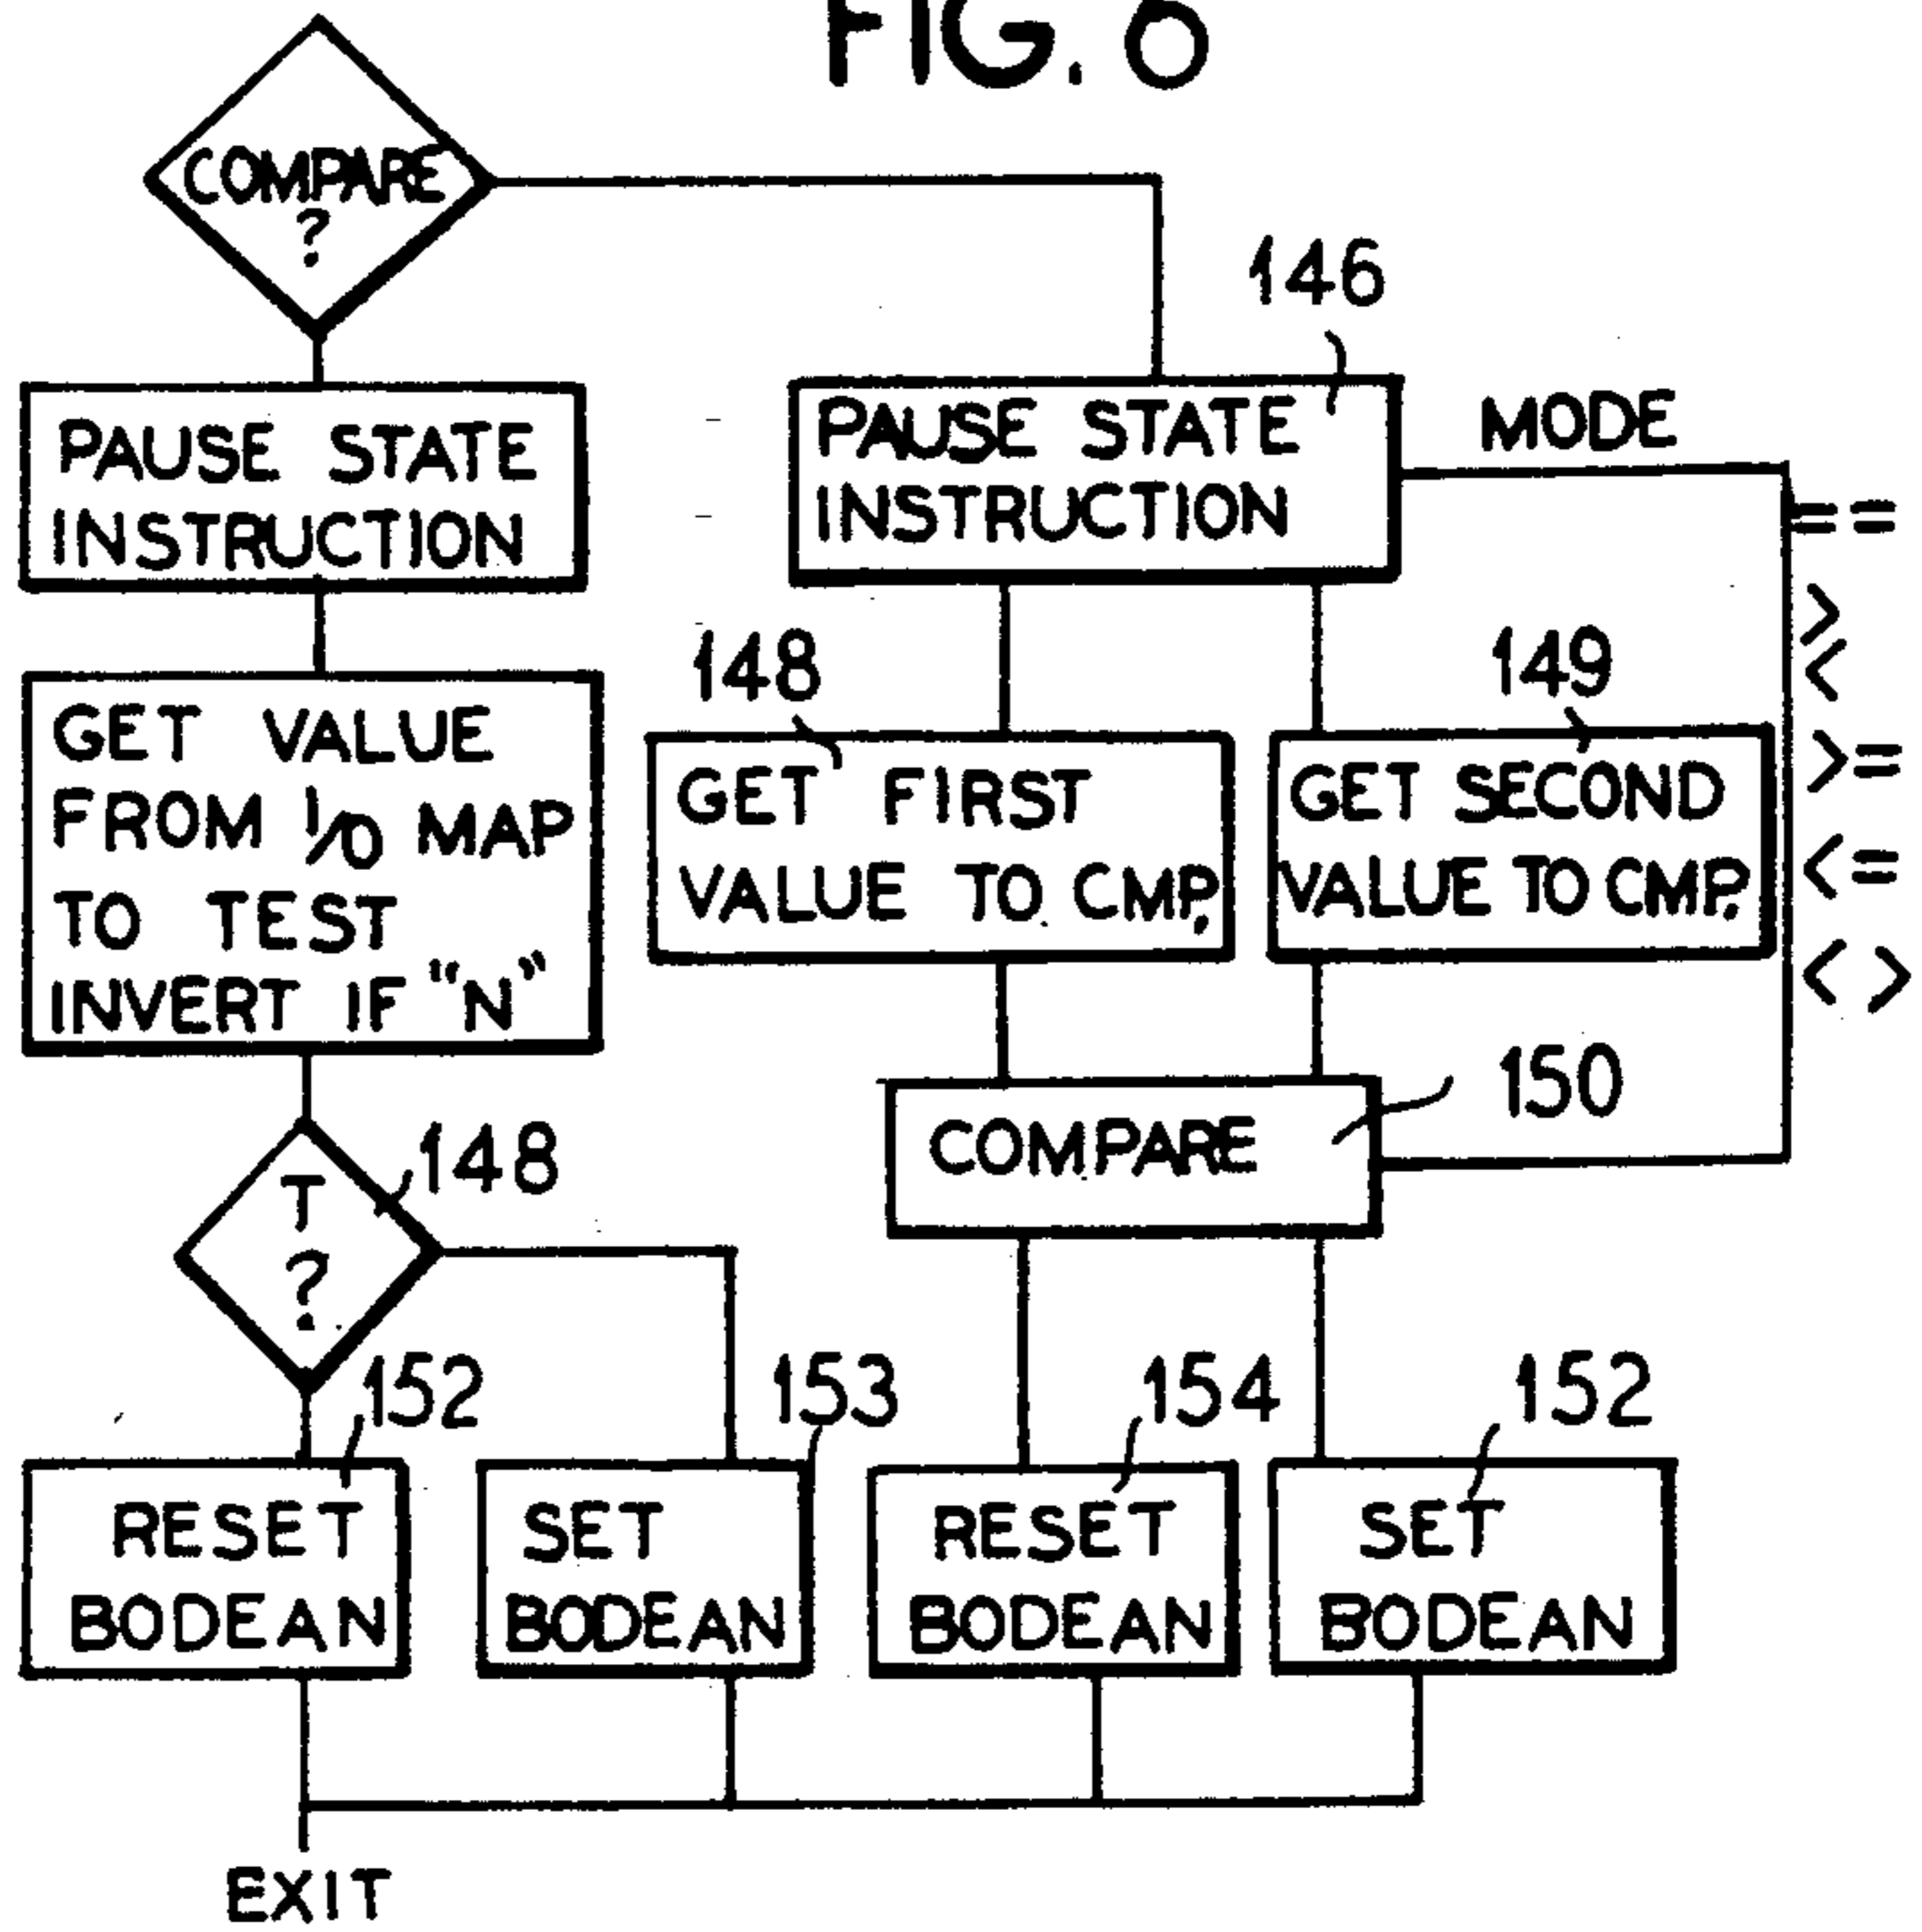 FIG.
COMPARE
?
146
PAUSE STATE
INSTRUCTION
PAUSE STATE
INSTRUCTION
MODE
==
>
<
>=
<=
< >
148
149
GET VALUE
FROM I/O MAP
TO TEST
INVERT IF "N"
GET FIRST
VALUE TO CMP.
GET SECOND
VALUE TO CMP.
150
COMPARE
148
T
?
152
153
154
152
RESET
BODEAN
SET
BODEAN
RESET
BODEAN
SET
BODEAN
EXIT